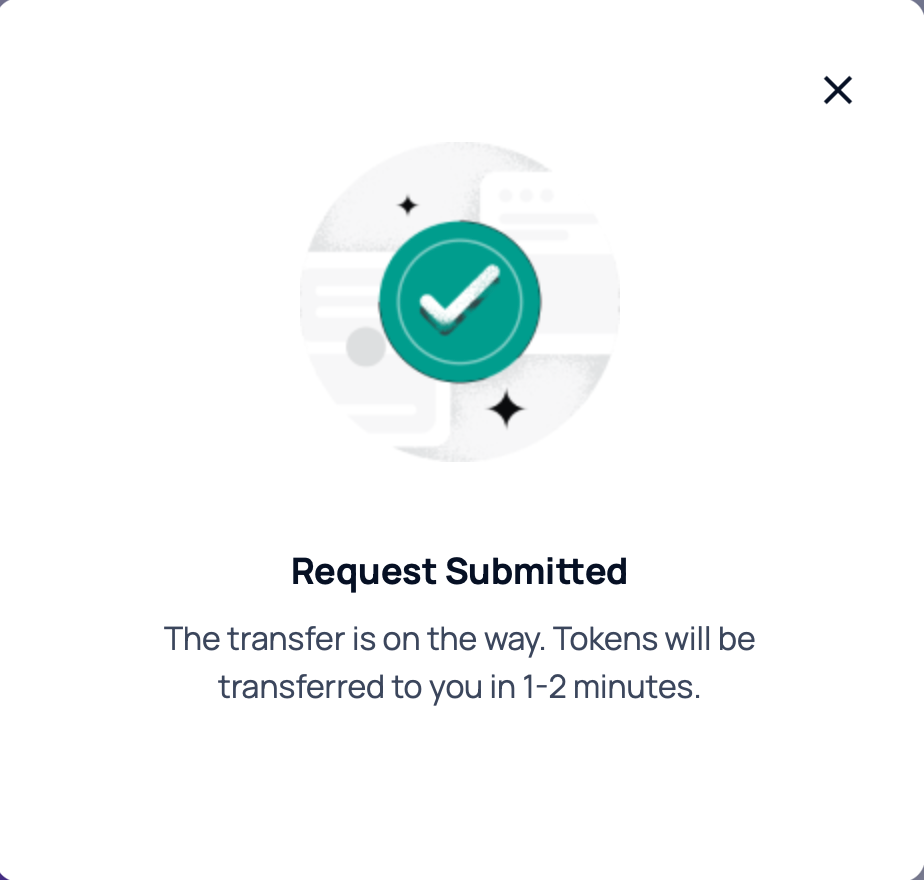 Request Submitted
The transfer is on the way. Tokens will be
transferred to you in 1-2 minutes.